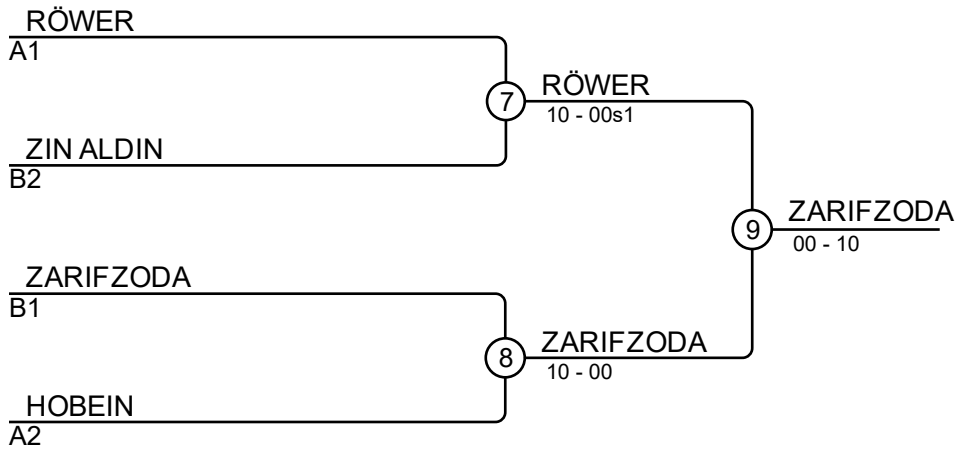 RÖWER
A1
7
RÖWER
10 - 00s1
ZIN ALDIN
B2
9
ZARIFZODA
00 - 10
ZARIFZODA
B1
8
ZARIFZODA
10 - 00
HOBEIN
A2